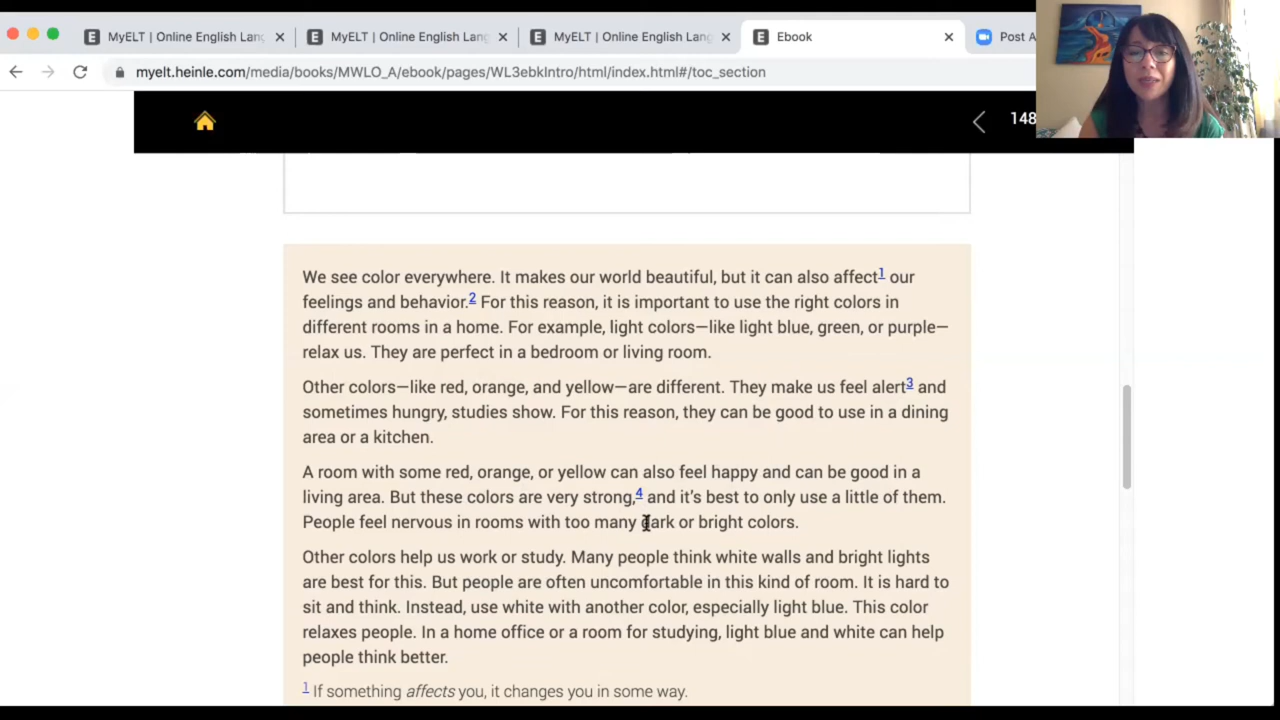 E MyELT | Online English Lang
E MyELT | Online English Lang
E MyELT | Online English Lang
E Ebook
Post A
myelt.heinle.com/media/books/MWLO_A/ebook/pages/WL3ebkIntro/html/index.html#/toc_section
148
We see color everywhere. It makes our world beautiful, but it can also affect1 our
feelings and behavior.2 For this reason, it is important to use the right colors in
different rooms in a home. For example, light colors—like light blue, green, or purple—
relax us. They are perfect in a bedroom or living room.
Other colors—like red, orange, and yellow—are different. They make us feel alert3 and
sometimes hungry, studies show. For this reason, they can be good to use in a dining
area or a kitchen.
A room with some red, orange, or yellow can also feel happy and can be good in a
living area. But these colors are very strong,4 and it's best to only use a little of them.
People feel nervous in rooms with too many dark or bright colors.
Other colors help us work or study. Many people think white walls and bright lights
are best for this. But people are often uncomfortable in this kind of room. It is hard to
sit and think. Instead, use white with another color, especially light blue. This color
relaxes people. In a home office or a room for studying, light blue and white can help
people think better.
1 If something affects you, it changes you in some way.